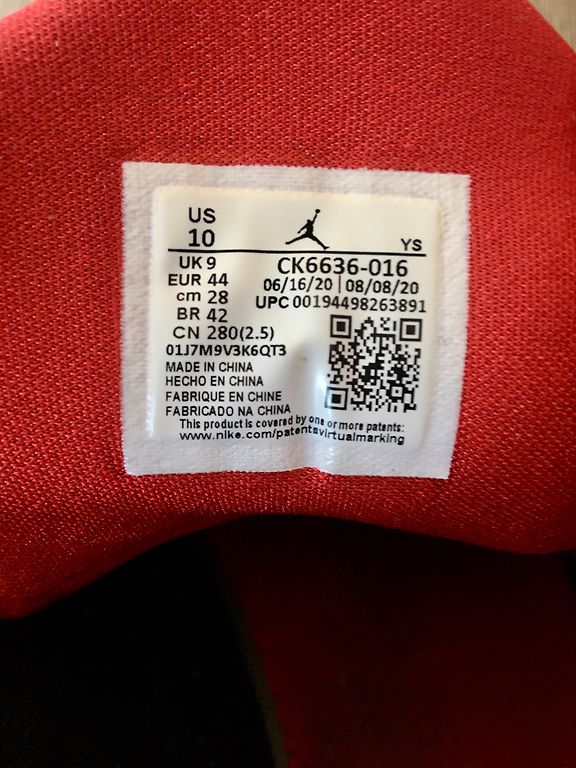 US
10
YS
UK 9
EUR 44
cm 28
BR 42
CN 280(2.5)
01J7M9V3K6QT3
CK6636-016
06/16/20 | 08/08/20
UPC 00194498263891
MADE IN CHINA
HECHO EN CHINA
FABRIQUE EN CHINE
FABRICADO NA CHINA
This product is covered by one or more patents:
www.nike.com/patentsvirtualmarking